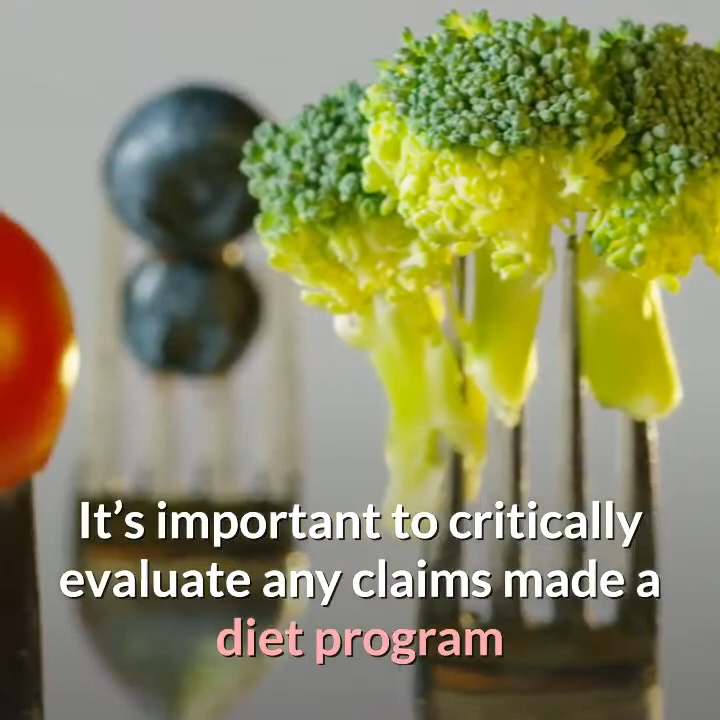 It’s important to critically
evaluate any claims made a
diet program